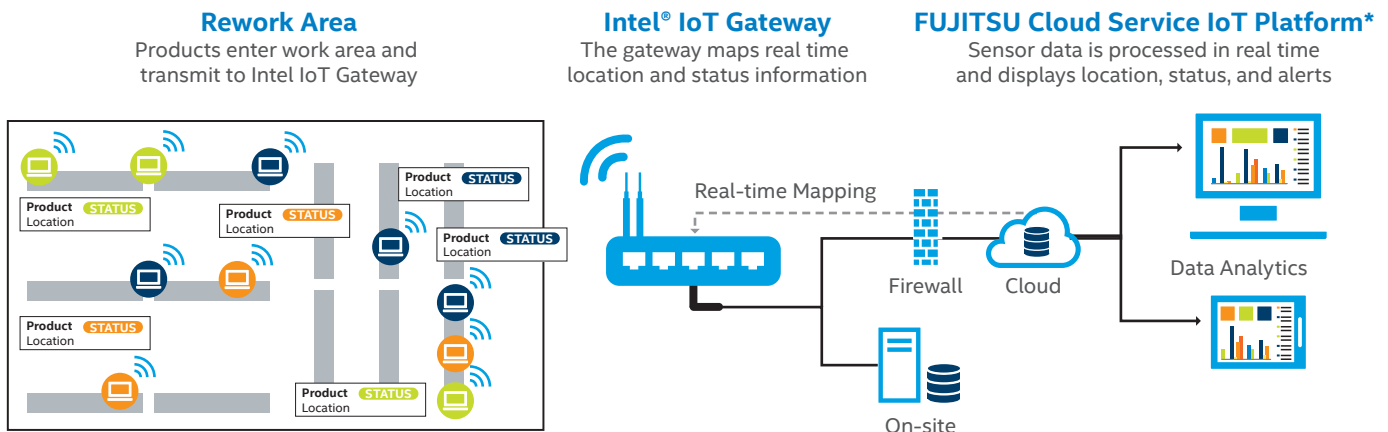 Rework Area
Products enter work area and
transmit to Intel IoT Gateway
Intel® IoT Gateway
The gateway maps real time
location and status information
FUJITSU Cloud Service IoT Platform*
Sensor data is processed in real time
and displays location, status, and alerts
Product STATUS
Location
Product STATUS
Location
Product STATUS
Location
Product STATUS
Location
Product STATUS
Location
Product STATUS
Location
Real-time Mapping
Firewall
Cloud
Data Analytics
On-site